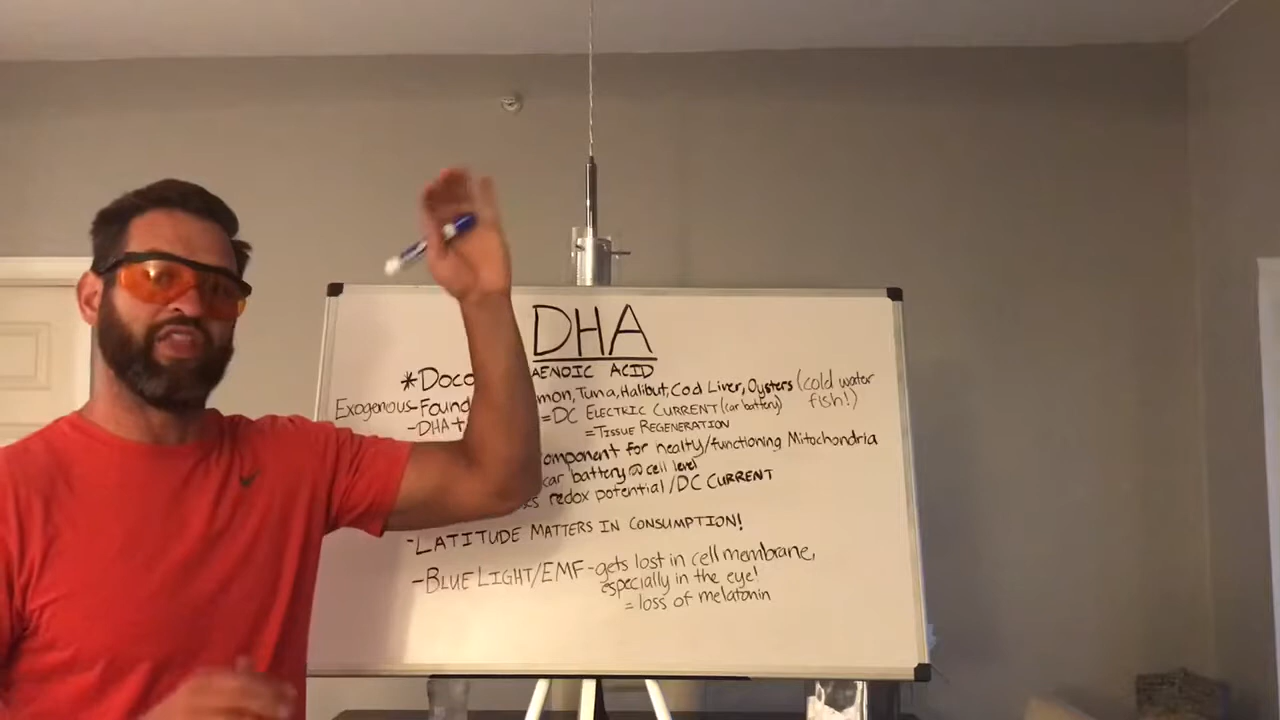 DHA
*Doco AENOIC ACID
Exogenous-Found mon, Tuna, Halibut, Cod Liver, Oysters (cold water fish!)
-DHA+ =DC ELECTRIC CURRENT (car battery)
=TISSUE REGENERATION
omponent for healty/functioning Mitochondria
car battery @ cell level
redox potential/DC CURRENT
-LATITUDE MATTERS IN CONSUMPTION!
-BLUE LIGHT/EMF-gets lost in cell membrane,
especially in the eye!
= loss of melatonin